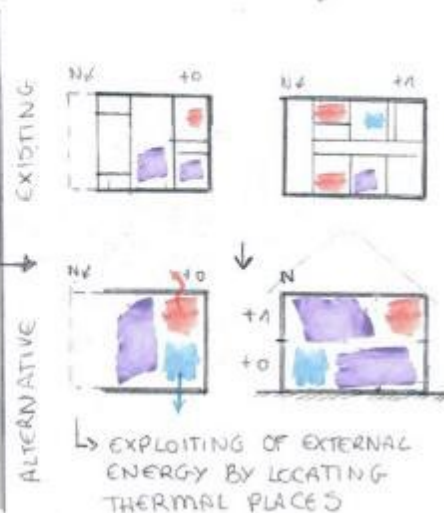 EXISTING
N +0
N +1
N +0
N
+1
+0
ALTERNATIVE
↳ EXPLOITING OF EXTERNAL
ENERGY BY LOCATING
THERMAL PLACES